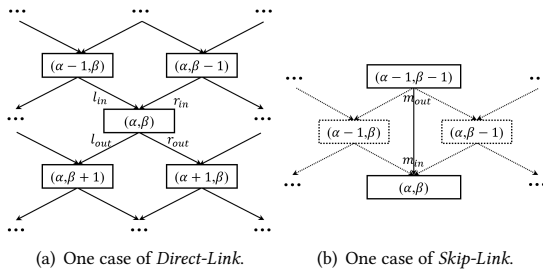 ... ... ...
(α − 1,β) (α,β − 1)
l_in r_in
... (α,β) ...
l_out r_out
(α,β + 1) (α + 1,β)
... ... ...
(α − 1,β − 1)
... m_out ...
(α − 1,β) (α,β − 1)
m_in
... (α,β) ...
(a) One case of Direct-Link.
(b) One case of Skip-Link.